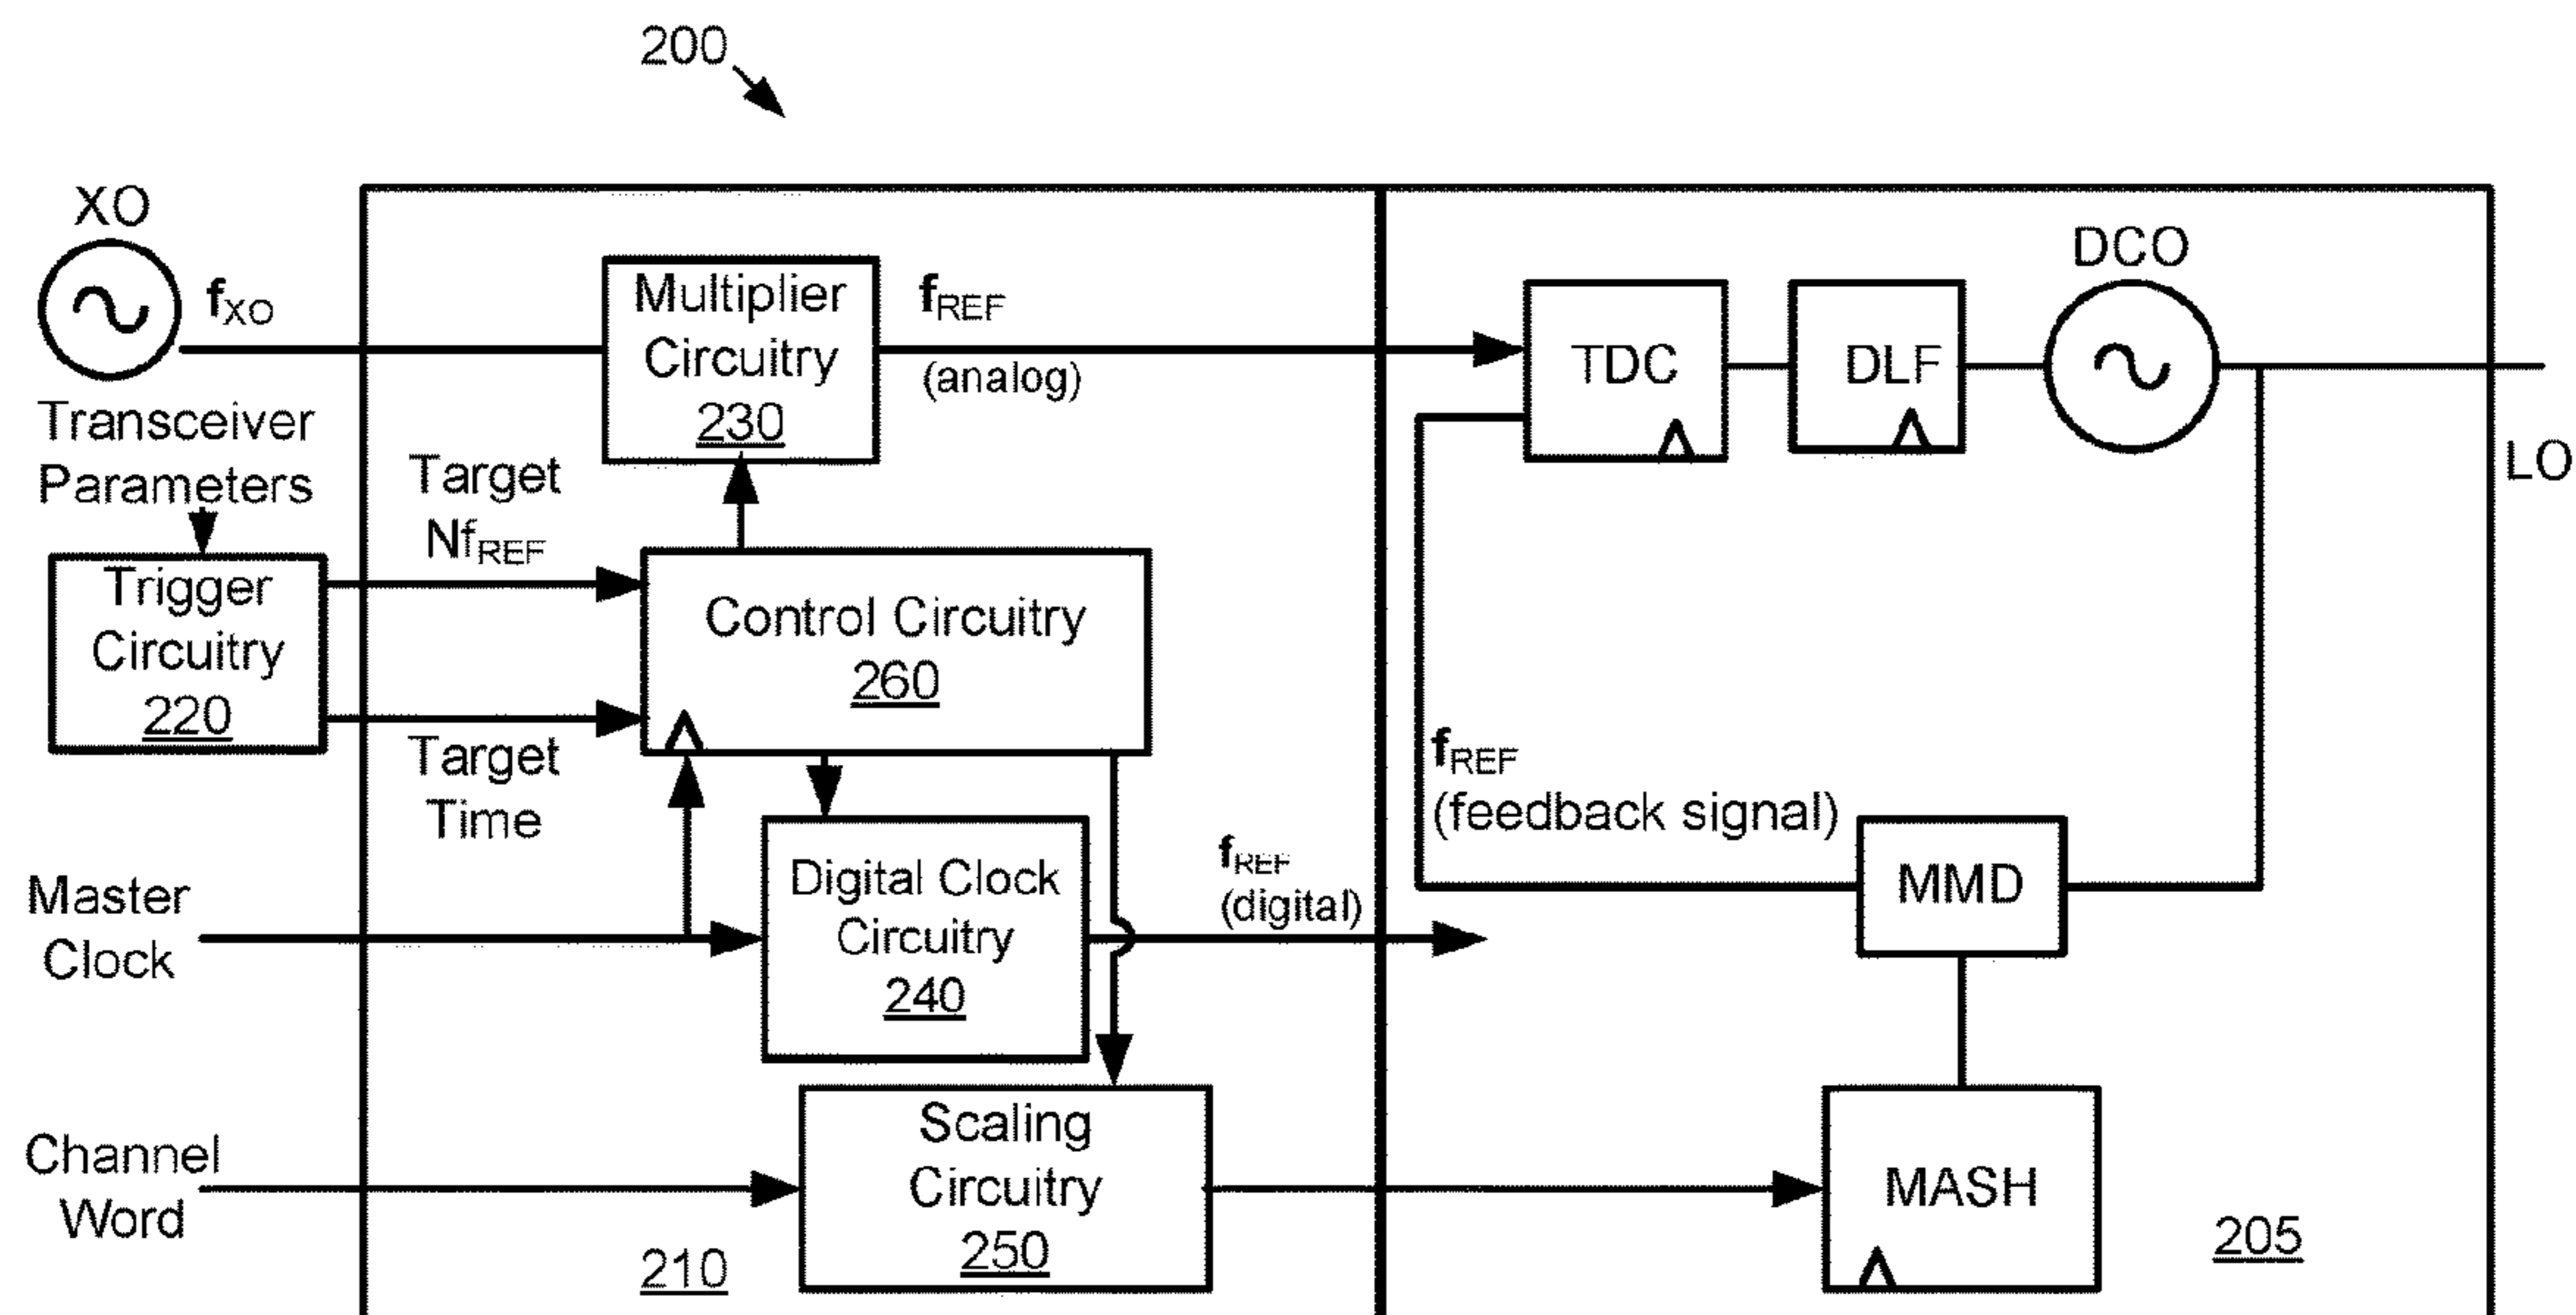 200
XO
fXO
Multiplier
Circuitry
230
fREF
(analog)
TDC
DLF
DCO
LO
Transceiver
Parameters
Trigger
Circuitry
220
Target
NfREF
Target
Time
Control Circuitry
260
Master
Clock
Digital Clock
Circuitry
240
fREF
(digital)
fREF
(feedback signal)
MMD
Channel
Word
Scaling
Circuitry
250
210
MASH
205